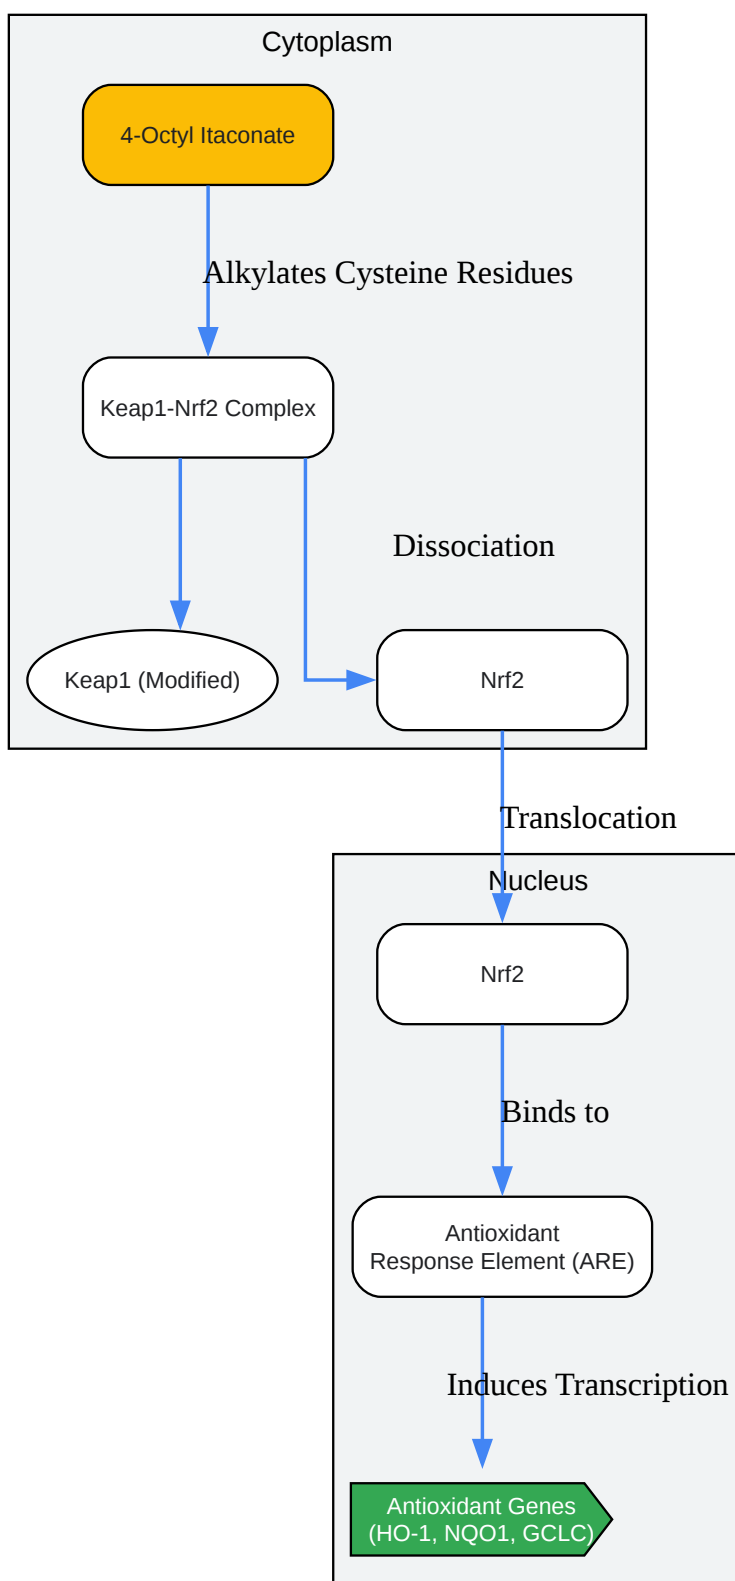 Cytoplasm
4-Octyl Itaconate
Alkylates Cysteine Residues
Keap1-Nrf2 Complex
Dissociation
Keap1 (Modified)
Nrf2
Translocation
Nucleus
Nrf2
Binds to
Antioxidant
Response Element (ARE)
Induces Transcription
Antioxidant Genes
(HO-1, NQO1, GCLC)